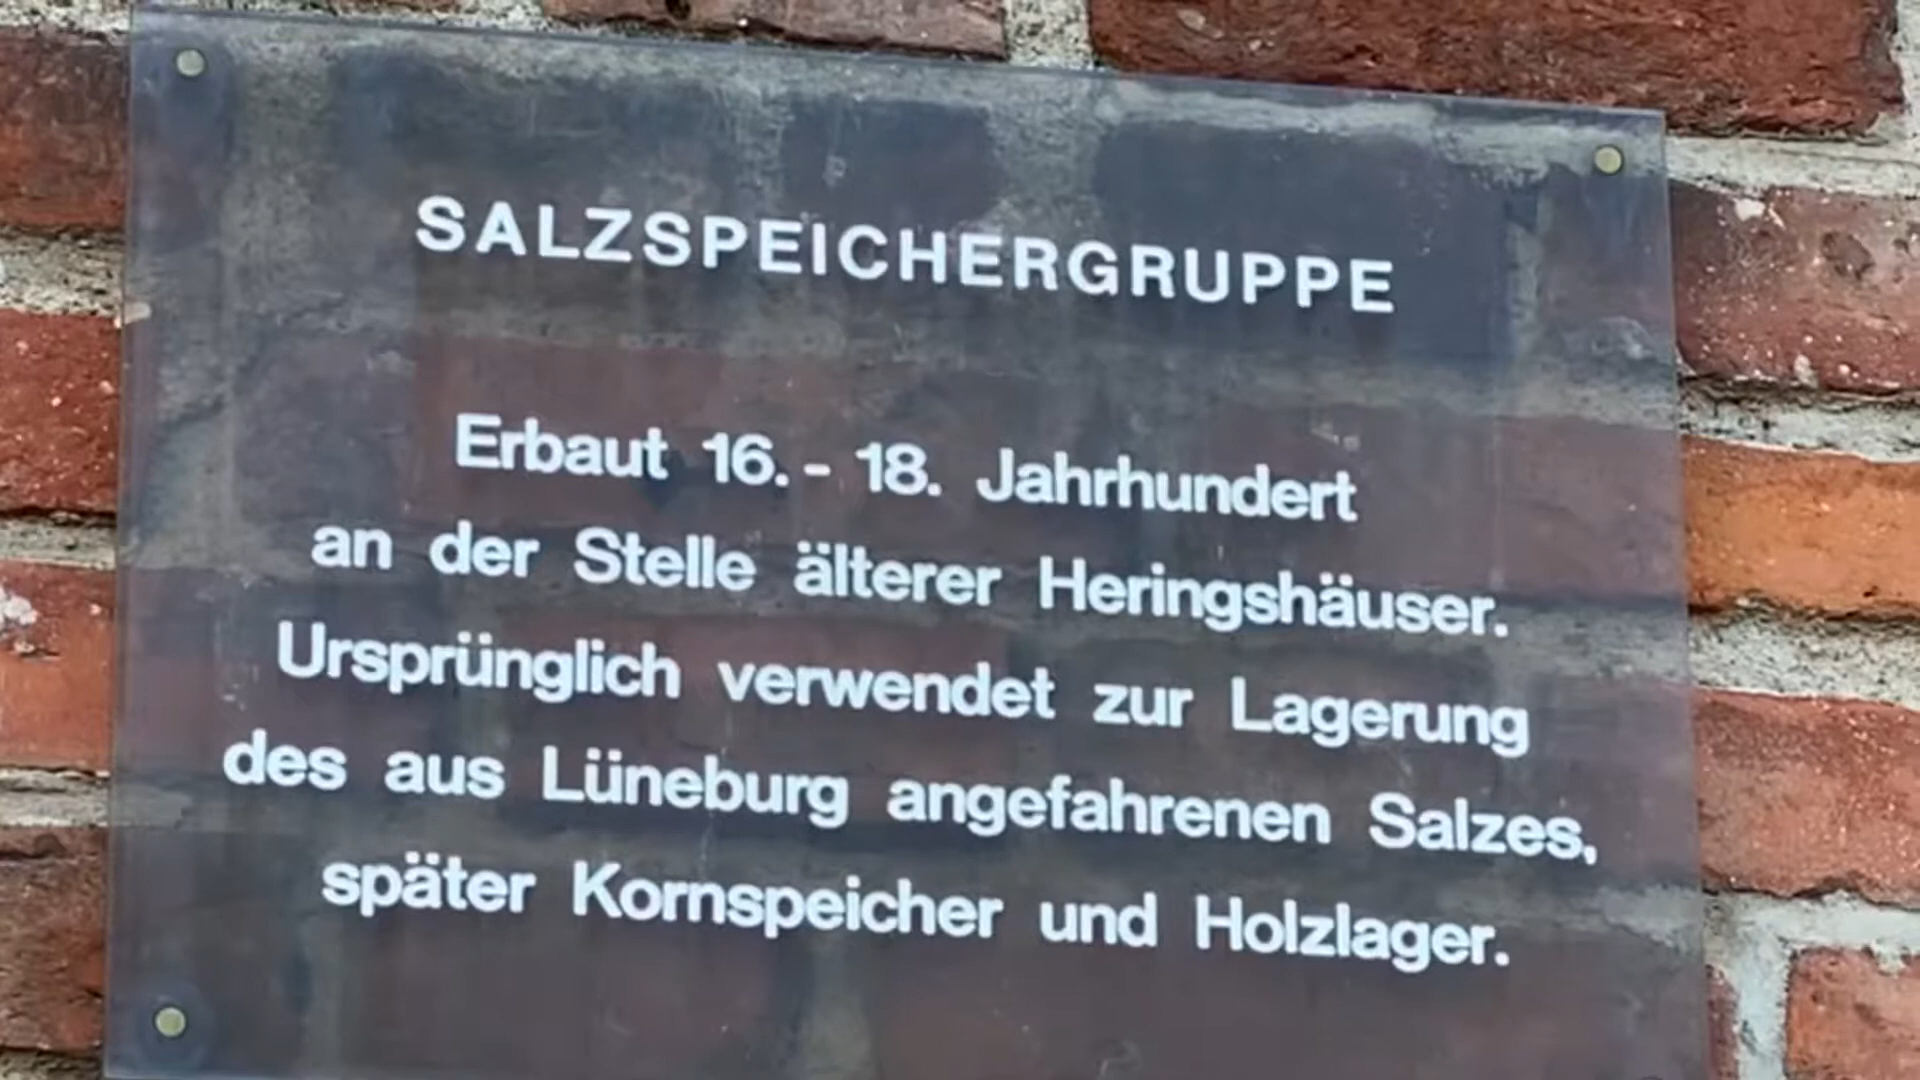 SALZSPEICHERGRUPPE
Erbaut 16.- 18. Jahrhundert
an der Stelle älterer Heringshäuser.
Ursprünglich verwendet zur Lagerung
des aus Lüneburg angefahrenen Salzes,
später Kornspeicher und Holzlager.